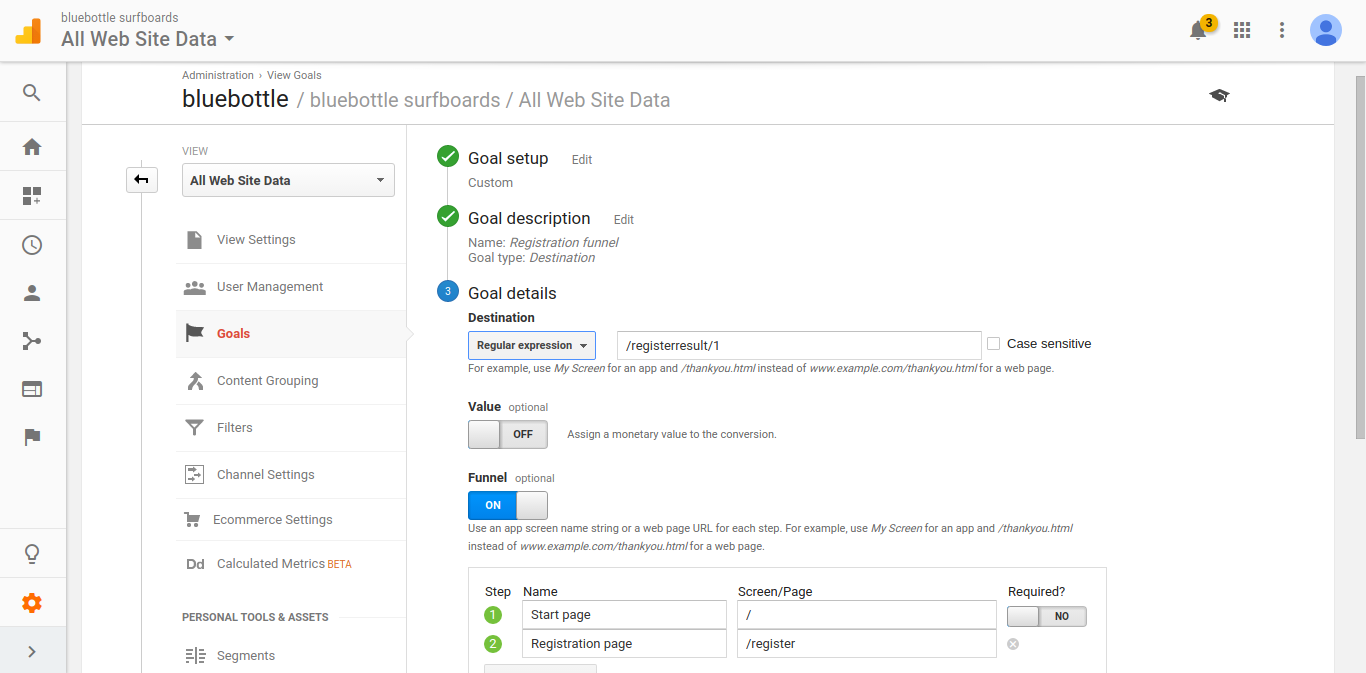 bluebottle surfboards
All Web Site Data
3
Administration › View Goals
bluebottle / bluebottle surfboards / All Web Site Data
VIEW
All Web Site Data
View Settings
User Management
Goals
Content Grouping
Filters
Channel Settings
Ecommerce Settings
Dd Calculated Metrics BETA
PERSONAL TOOLS & ASSETS
Segments
Goal setup Edit
Custom
Goal description Edit
Name: Registration funnel
Goal type: Destination
3 Goal details
Destination
Regular expression /registerresult/1 Case sensitive
For example, use My Screen for an app and /thankyou.html instead of www.example.com/thankyou.html for a web page.
Value optional
OFF Assign a monetary value to the conversion.
Funnel optional
ON
Use an app screen name string or a web page URL for each step. For example, use My Screen for an app and /thankyou.html
instead of www.example.com/thankyou.html for a web page.
Step Name Screen/Page Required?
1 Start page / NO
2 Registration page /register